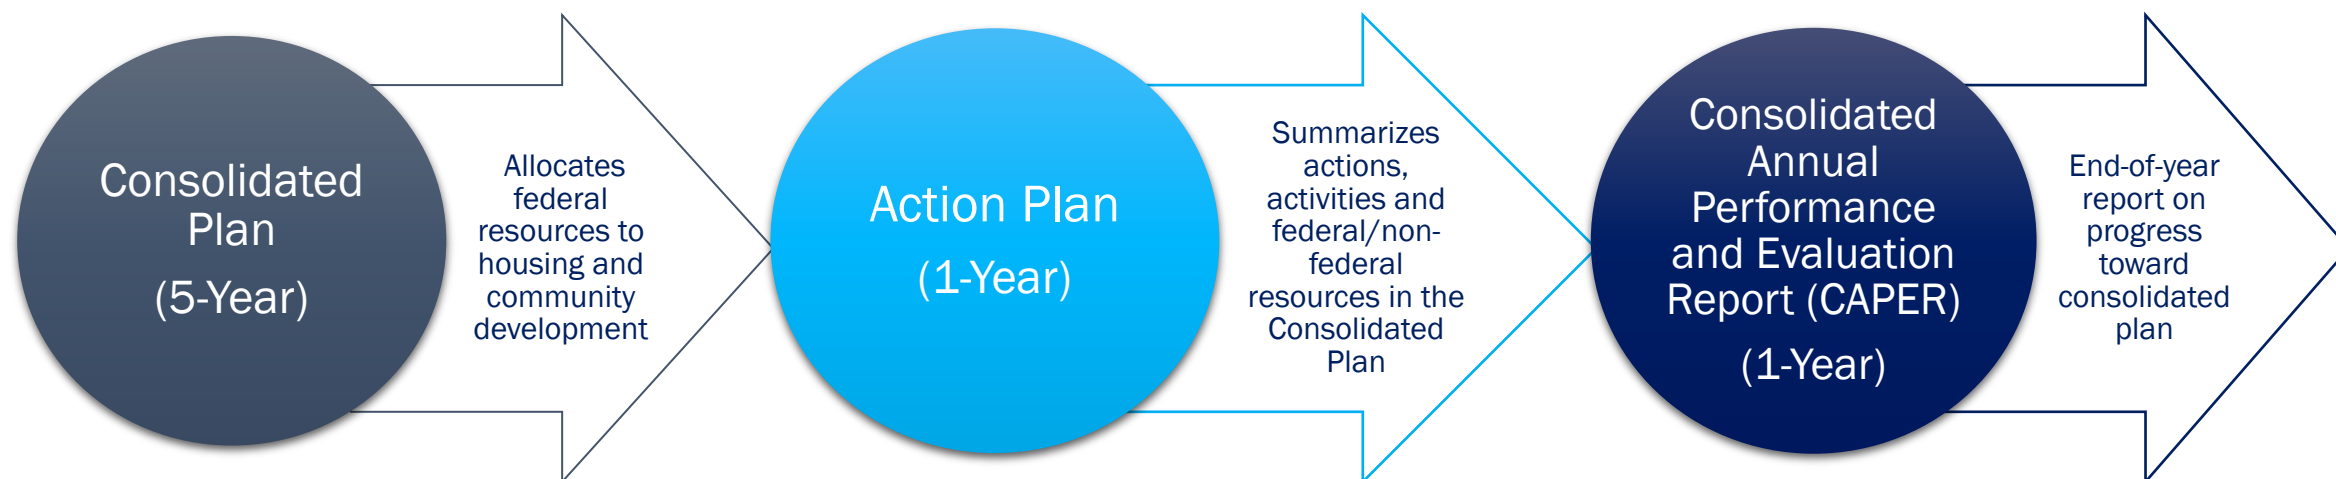 Consolidated
Plan
(5-Year)
Allocates
federal
resources to
housing and
community
development
Action Plan
(1-Year)
Summarizes
actions,
activities and
federal/non-
federal
resources in the
Consolidated
Plan
Consolidated
Annual
Performance
and Evaluation
Report (CAPER)
(1-Year)
End-of-year
report on
progress
toward
consolidated
plan